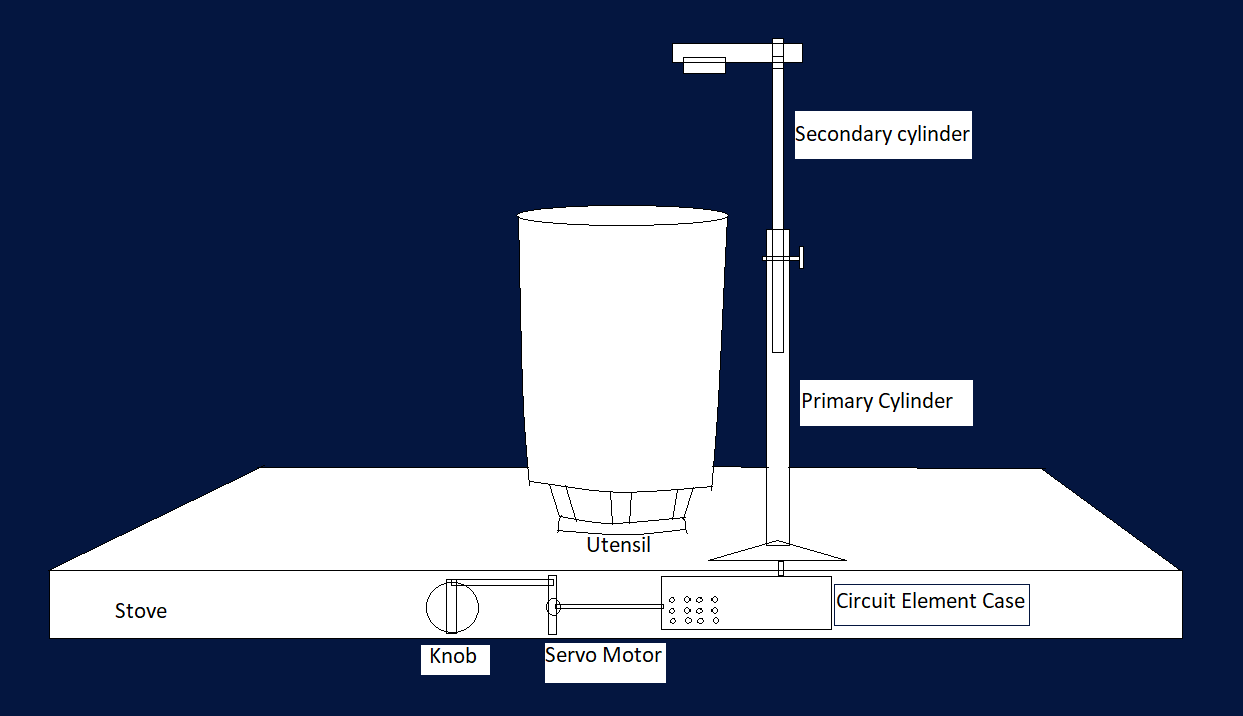 Secondary cylinder
Primary Cylinder
Utensil
Circuit Element Case
Stove
Knob
Servo Motor